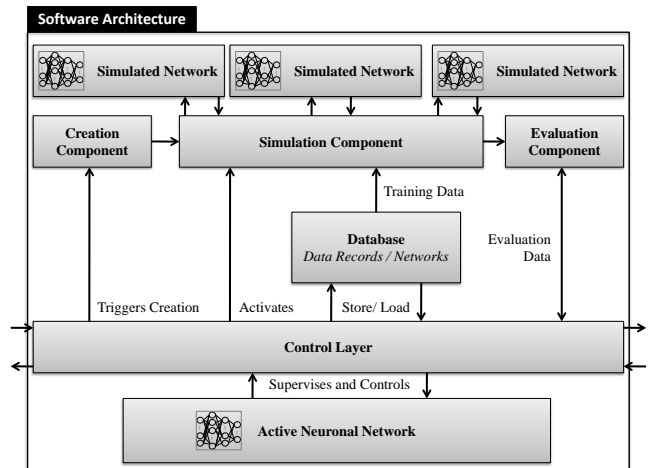 Software Architecture
Simulated Network
Simulated Network
Simulated Network
Creation
Component
Simulation Component
Evaluation
Component
Training Data
Database
Data Records / Networks
Evaluation
Data
Triggers Creation
Activates
Store/ Load
Control Layer
Supervises and Controls
Active Neuronal Network